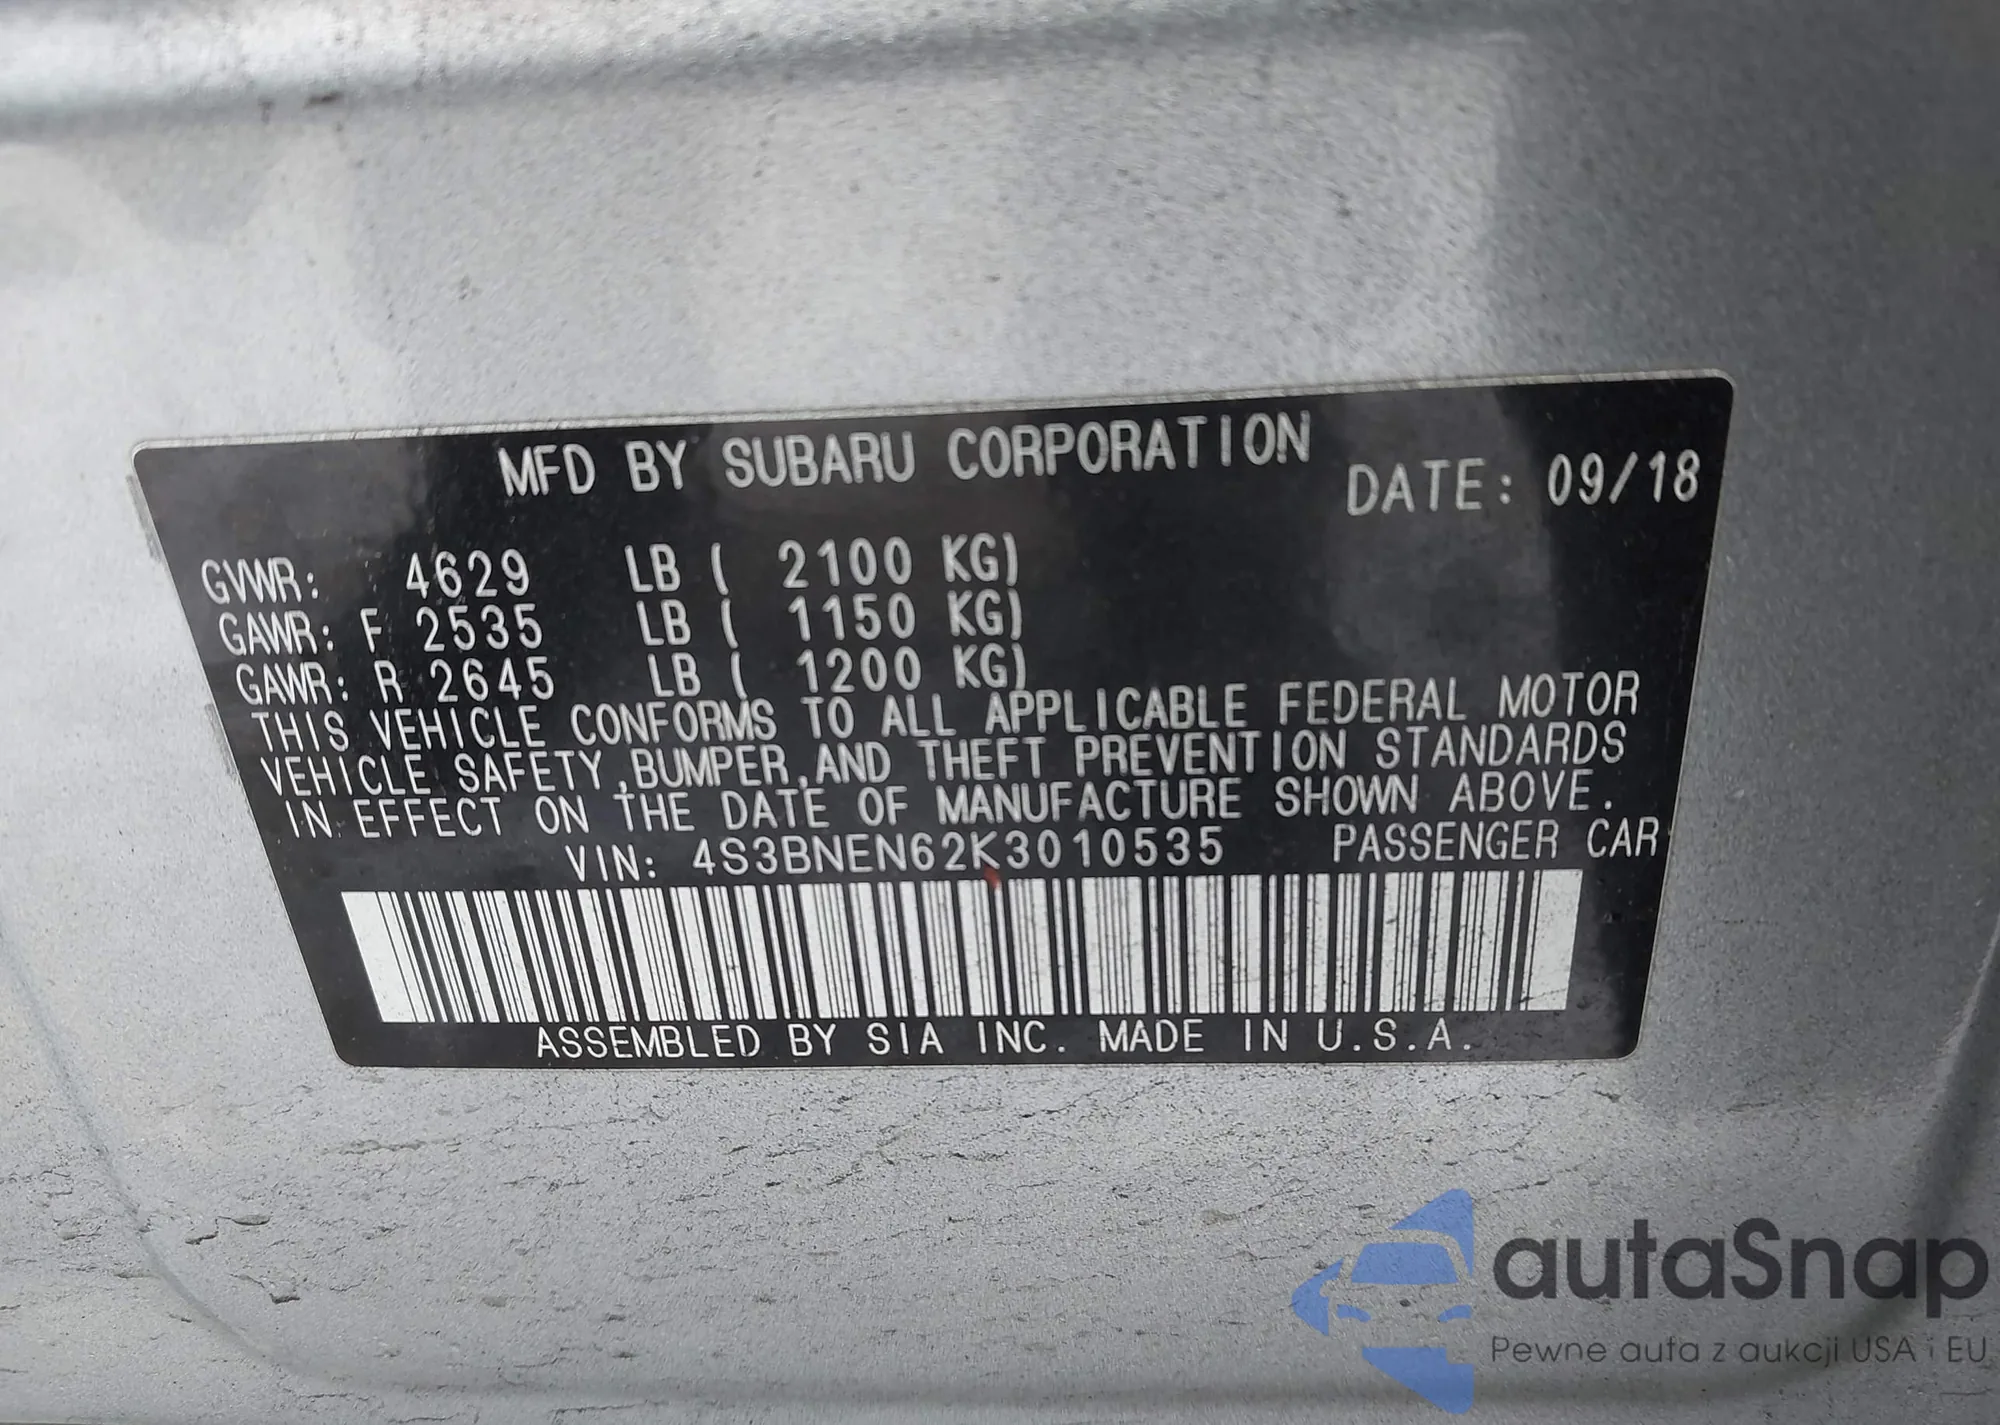 MFD BY SUBARU CORPORATION
DATE: 09/18
GVWR: 4629 LB ( 2100 KG)
GAWR: F 2535 LB ( 1150 KG)
GAWR: R 2645 LB ( 1200 KG)
THIS VEHICLE CONFORMS TO ALL APPLICABLE FEDERAL MOTOR
VEHICLE SAFETY,BUMPER,AND THEFT PREVENTION STANDARDS
IN EFFECT ON THE DATE OF MANUFACTURE SHOWN ABOVE.
VIN: 4S3BNEN62K3010535 PASSENGER CAR
ASSEMBLED BY SIA INC. MADE IN U.S.A.
autaSnap
Pewne auta z aukcji USA i EU